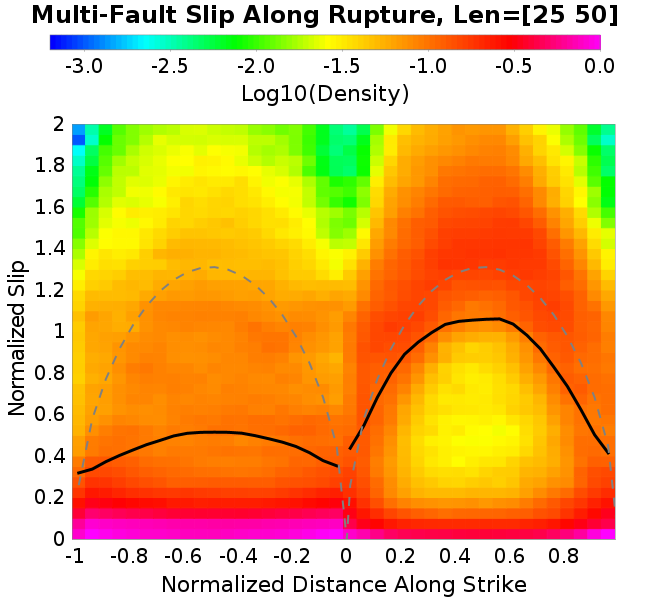 Multi-Fault Slip Along Rupture, Len=[25 50]
-3.0 -2.5 -2.0 -1.5 -1.0 -0.5 0.0
Log10(Density)
Normalized Slip
2
1.8
1.6
1.4
1.2
1
0.8
0.6
0.4
0.2
0
-1 -0.8 -0.6 -0.4 -0.2 0 0.2 0.4 0.6 0.8
Normalized Distance Along Strike